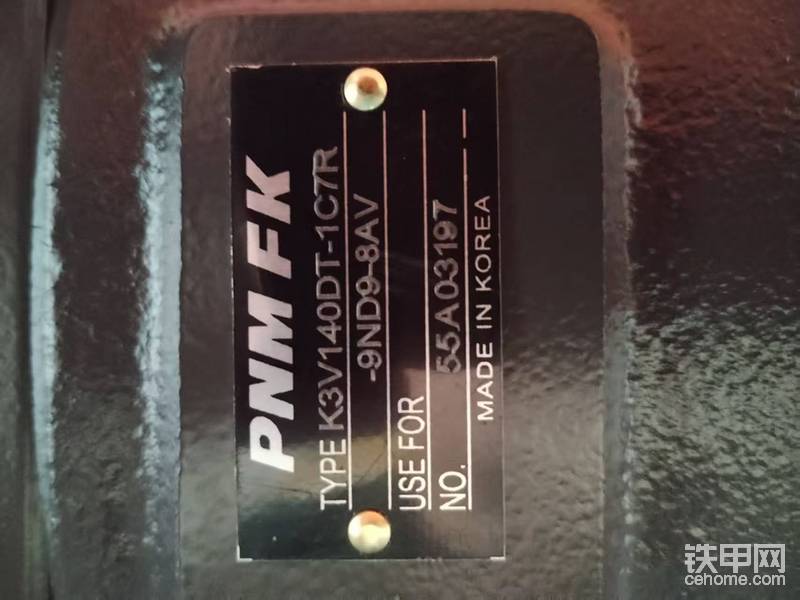 PNM FK
TYPE K3V140DT-1C7R
-9ND9-8AV
USE FOR
NO. 55A03197
MADE IN KOREA
铁甲网
cehome.com